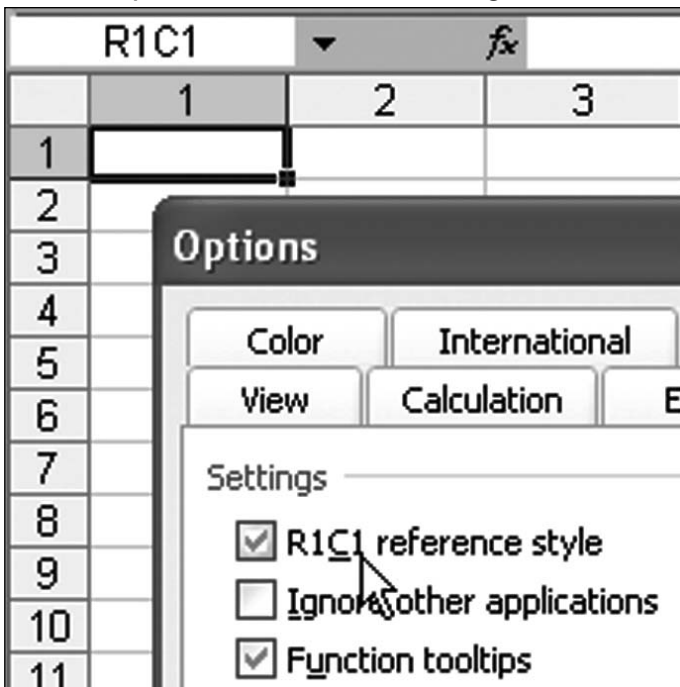 R1C1 fx
1 2 3
1
2
3
4
5
6
7
8
9
10
11
Options
Color International
View Calculation E
Settings
R1C1 reference style
Ignore other applications
Function tooltips